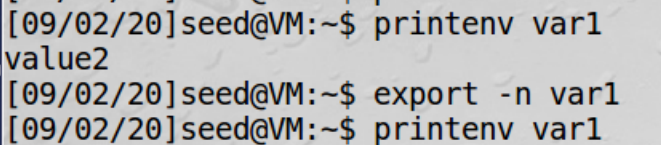 [09/02/20]seed@VM:~$ printenv var1
value2
[09/02/20]seed@VM:~$ export -n var1
[09/02/20]seed@VM:~$ printenv var1